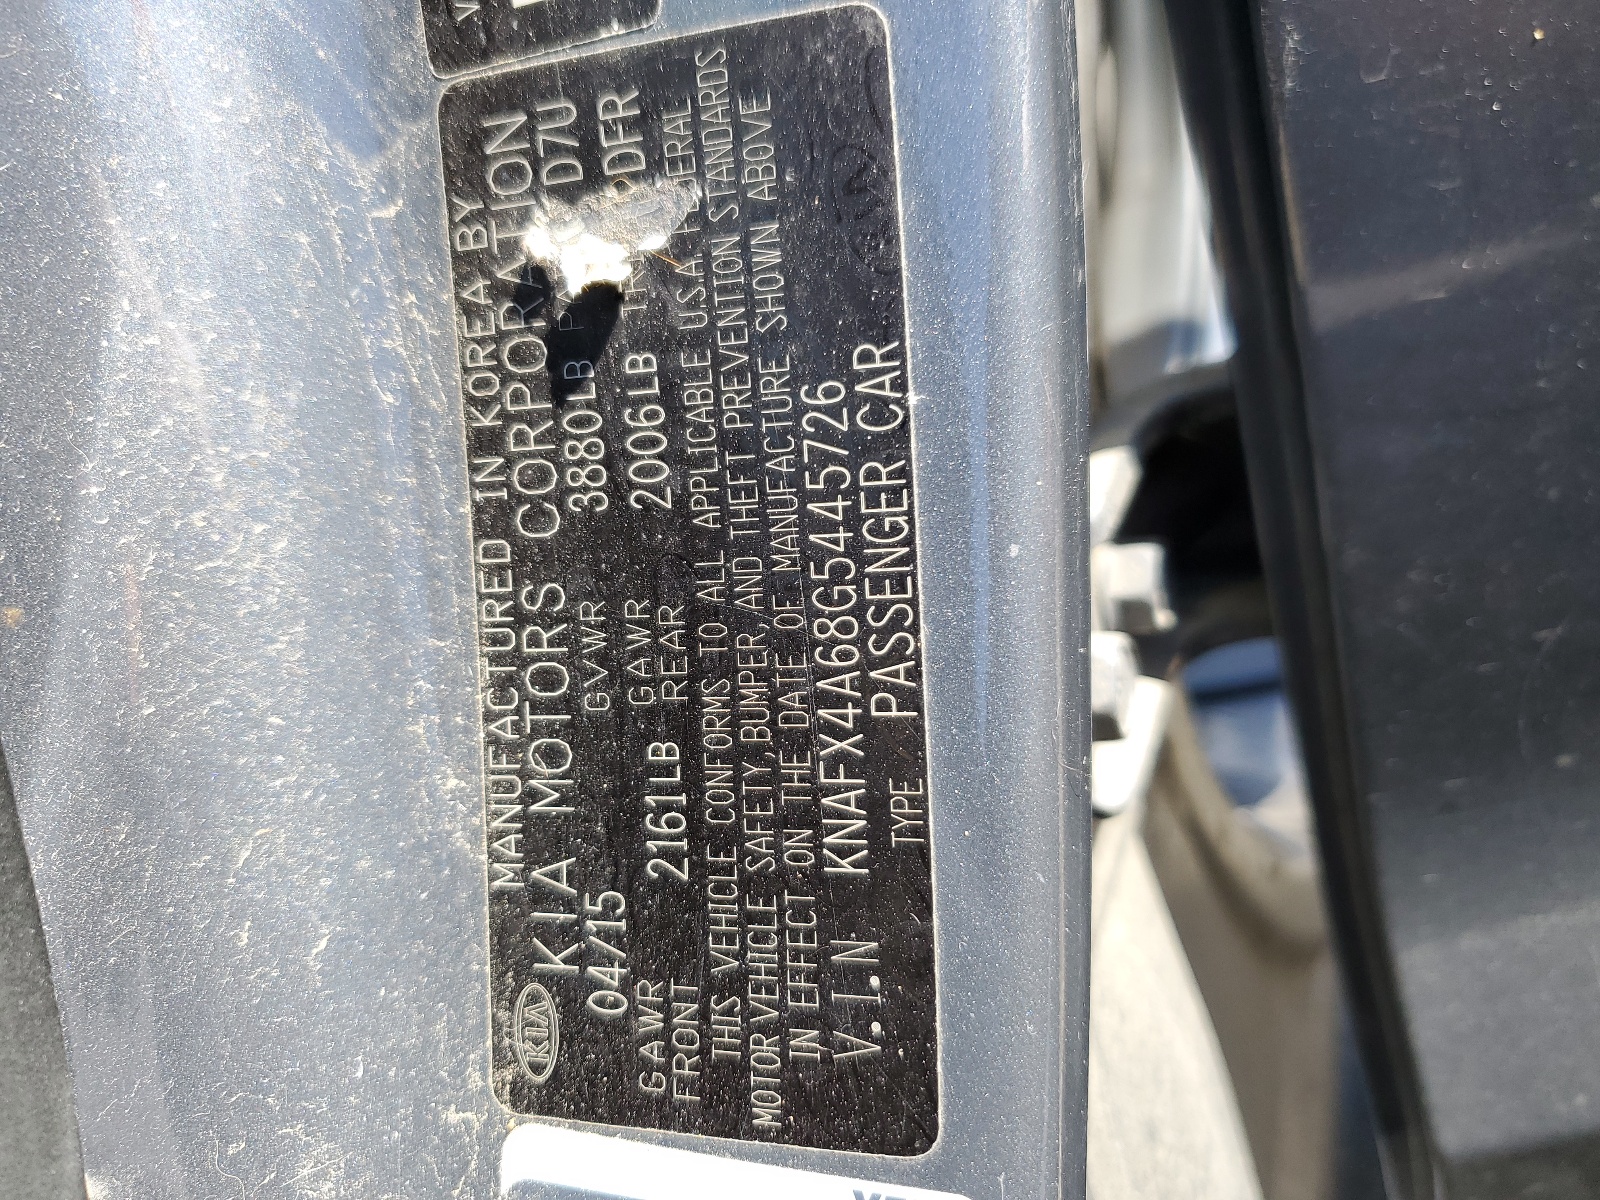 MANUFACTURED IN KOREA BY
KIA KIA MOTORS CORPORATION
04/15 GVWR 3880LB D7U
GAWR FRONT 2161LB GAWR REAR 2006LB DFR
THIS VEHICLE CONFORMS TO ALL APPLICABLE U.S.A. FEDERAL
MOTOR VEHICLE SAFETY, BUMPER, AND THEFT PREVENTION STANDARDS
IN EFFECT ON THE DATE OF MANUFACTURE SHOWN ABOVE
V.I.N KNAFX4A68G5445726
TYPE PASSENGER CAR